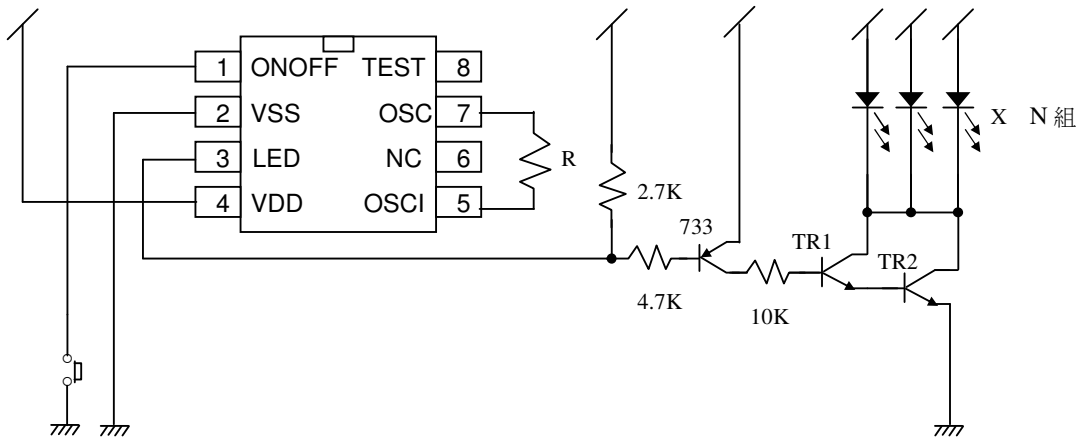 1 ONOFF TEST 8
2 VSS OSC 7
3 LED NC 6
4 VDD OSCI 5
R
2.7K
4.7K
733
10K
TR1
TR2
X N 組